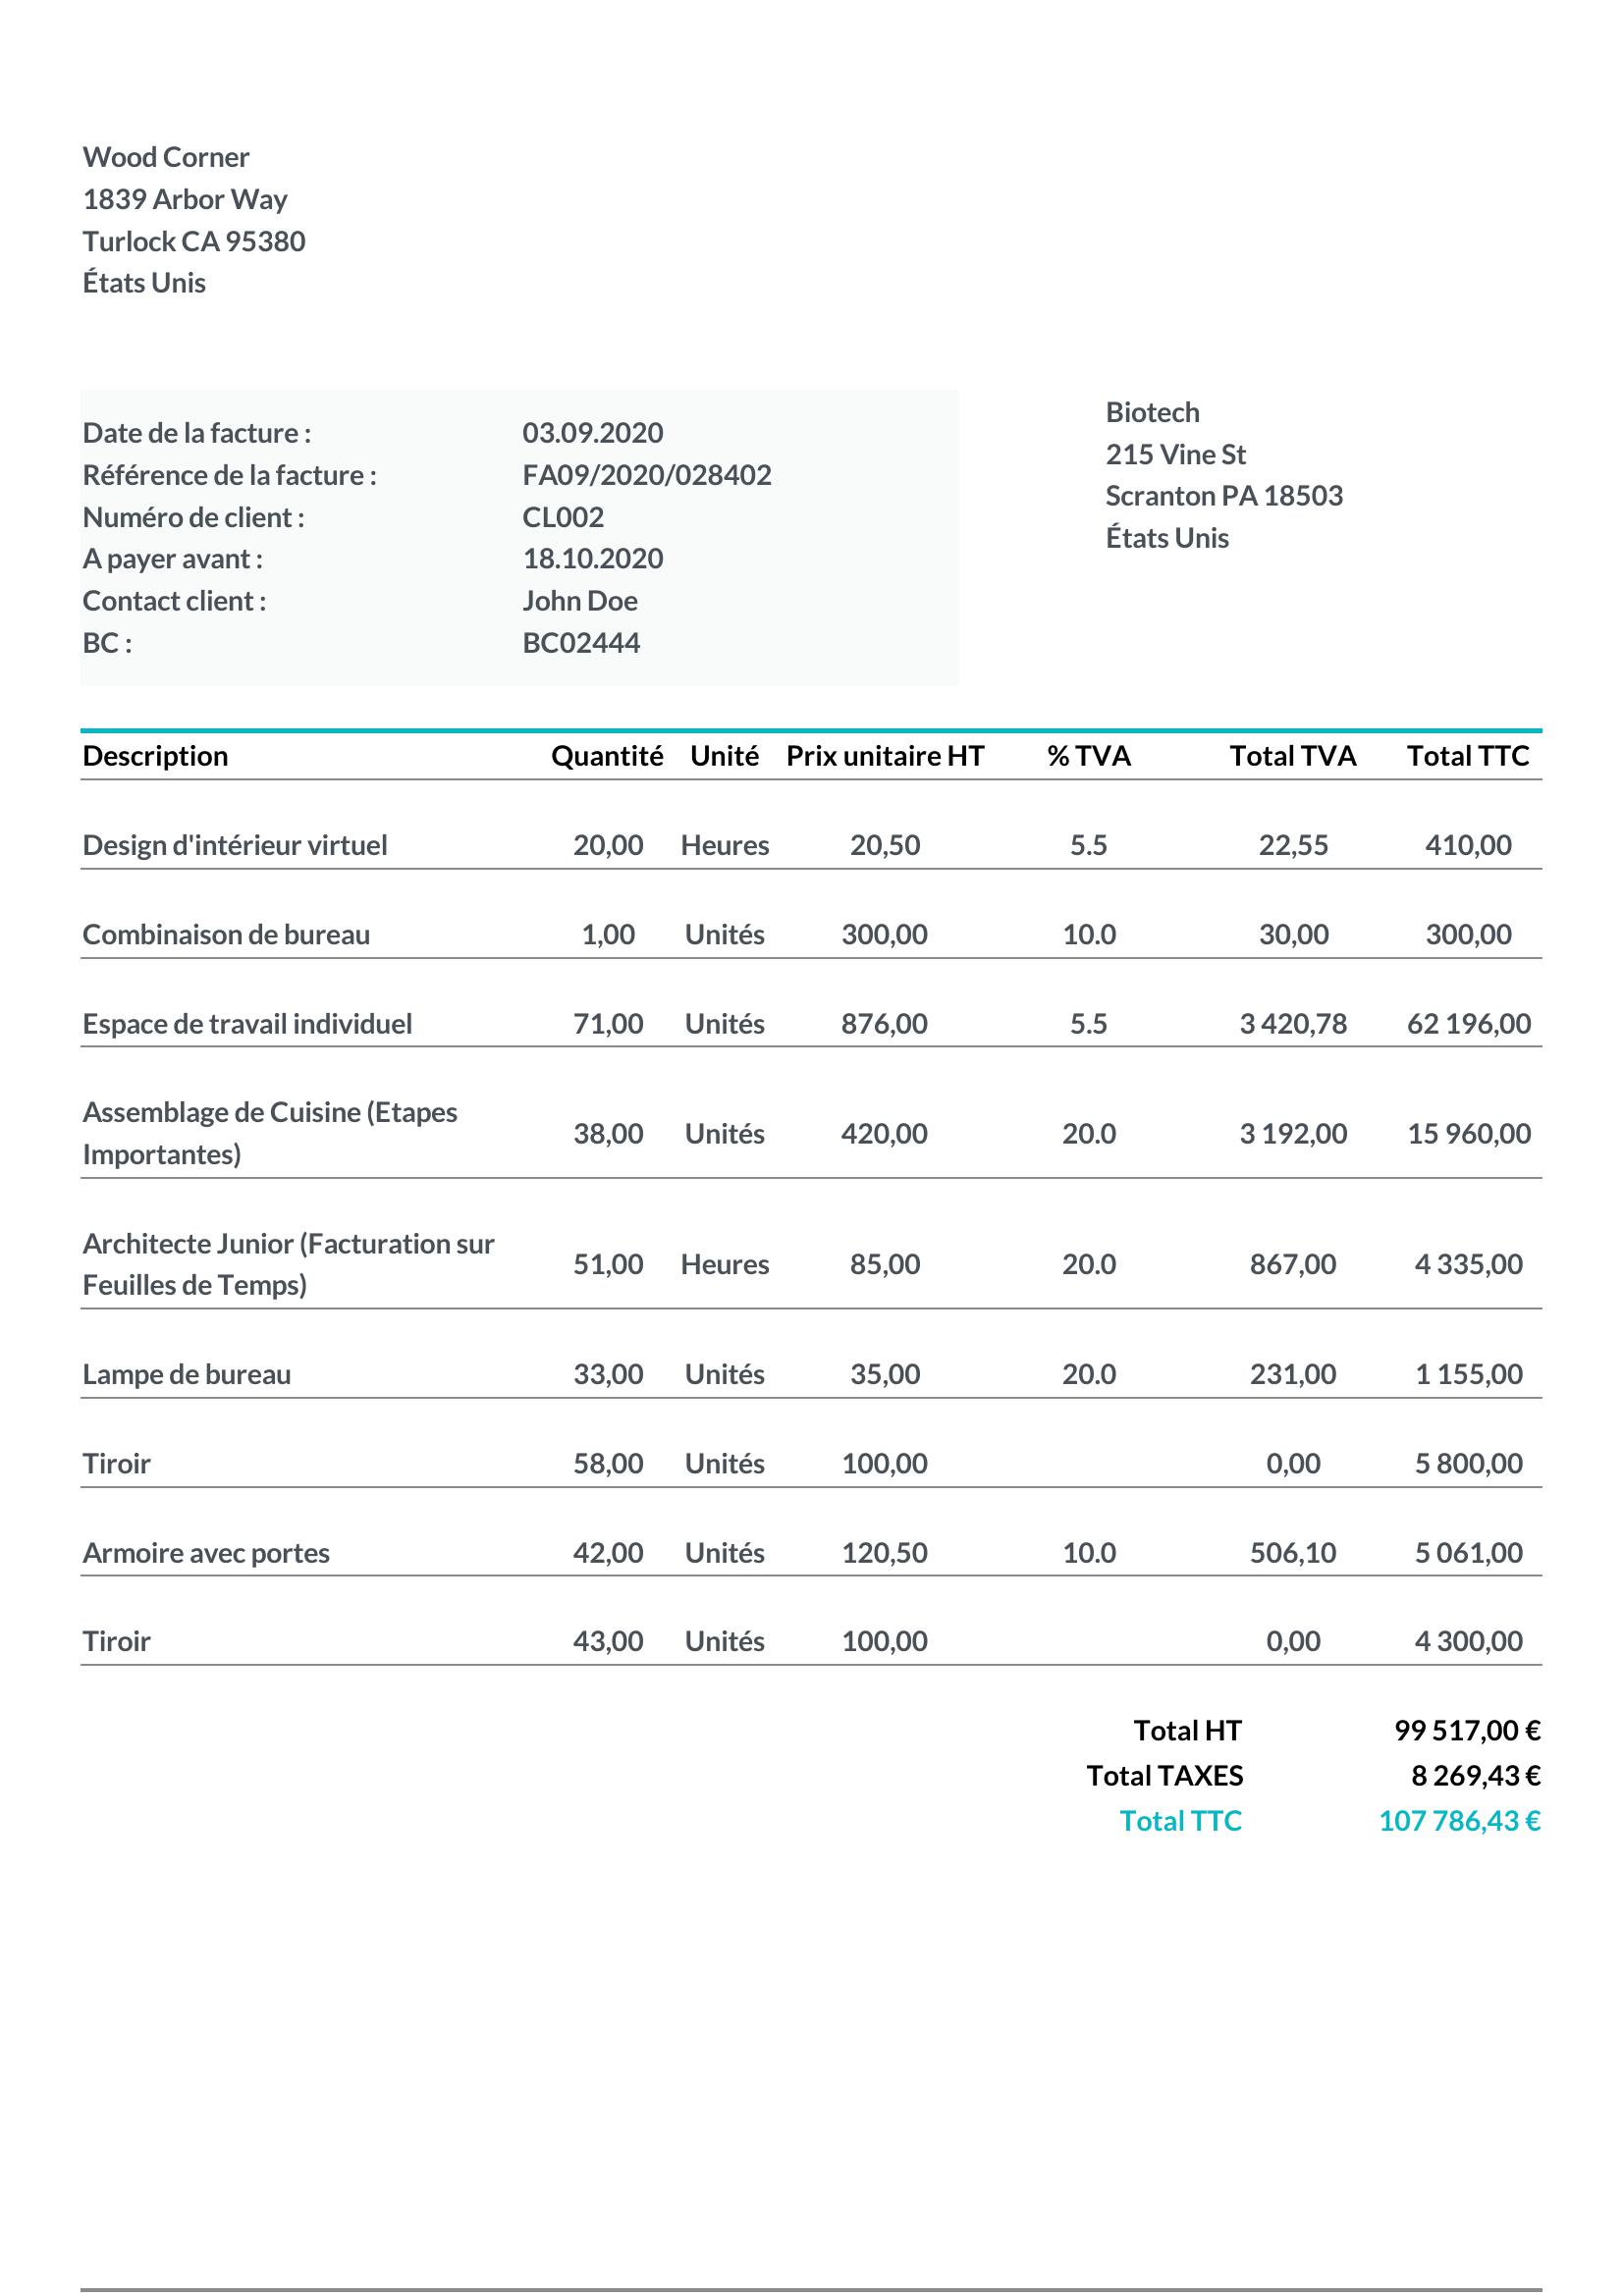 Wood Corner
1839 Arbor Way
Turlock CA 95380
États Unis
Date de la facture : 03.09.2020
Référence de la facture : FA09/2020/028402
Numéro de client : CL002
A payer avant : 18.10.2020
Contact client : John Doe
BC : BC02444
Biotech
215 Vine St
Scranton PA 18503
États Unis
Description Quantité Unité Prix unitaire HT % TVA Total TVA Total TTC
Design d'intérieur virtuel 20,00 Heures 20,50 5.5 22,55 410,00
Combinaison de bureau 1,00 Unités 300,00 10.0 30,00 300,00
Espace de travail individuel 71,00 Unités 876,00 5.5 3 420,78 62 196,00
Assemblage de Cuisine (Etapes
Importantes) 38,00 Unités 420,00 20.0 3 192,00 15 960,00
Architecte Junior (Facturation sur
Feuilles de Temps) 51,00 Heures 85,00 20.0 867,00 4 335,00
Lampe de bureau 33,00 Unités 35,00 20.0 231,00 1 155,00
Tiroir 58,00 Unités 100,00 0,00 5 800,00
Armoire avec portes 42,00 Unités 120,50 10.0 506,10 5 061,00
Tiroir 43,00 Unités 100,00 0,00 4 300,00
Total HT 99 517,00 €
Total TAXES 8 269,43 €
Total TTC 107 786,43 €